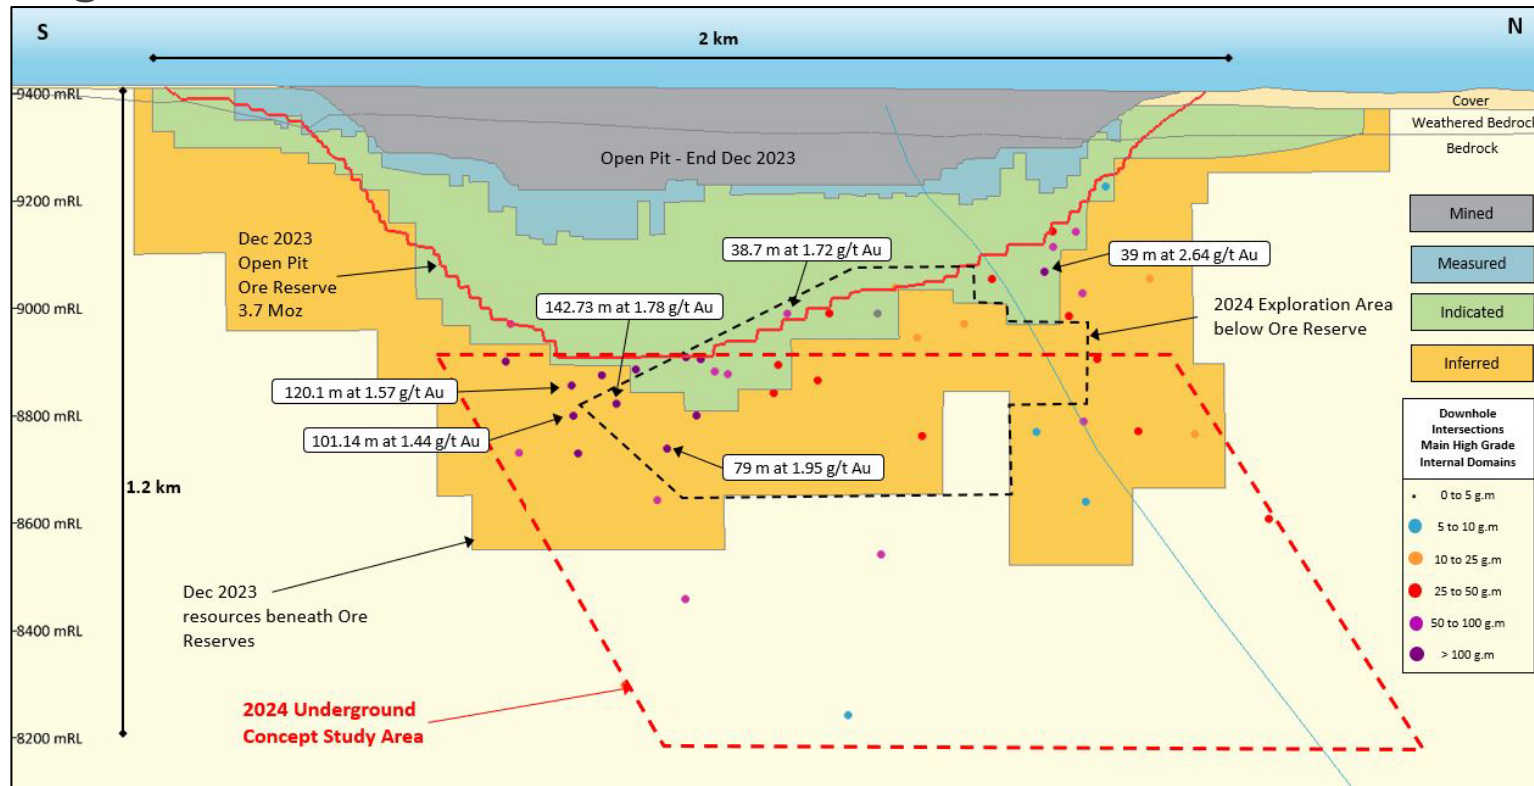 S
2 km
N
9400 mRL
Cover
Weathered Bedrock
Bedrock
Open Pit - End Dec 2023
9200 mRL
Mined
Dec 2023
Open Pit
Ore Reserve
3.7 Moz
38.7 m at 1.72 g/t Au
39 m at 2.64 g/t Au
Measured
142.73 m at 1.78 g/t Au
2024 Exploration Area
below Ore Reserve
Indicated
9000 mRL
Inferred
120.1 m at 1.57 g/t Au
8800 mRL
101.14 m at 1.44 g/t Au
79 m at 1.95 g/t Au
Downhole
Intersections
Main High Grade
Internal Domains
1.2 km
0 to 5 g.m
5 to 10 g.m
10 to 25 g.m
25 to 50 g.m
50 to 100 g.m
> 100 g.m
8600 mRL
Dec 2023
resources beneath Ore
Reserves
8400 mRL
2024 Underground
Concept Study Area
8200 mRL